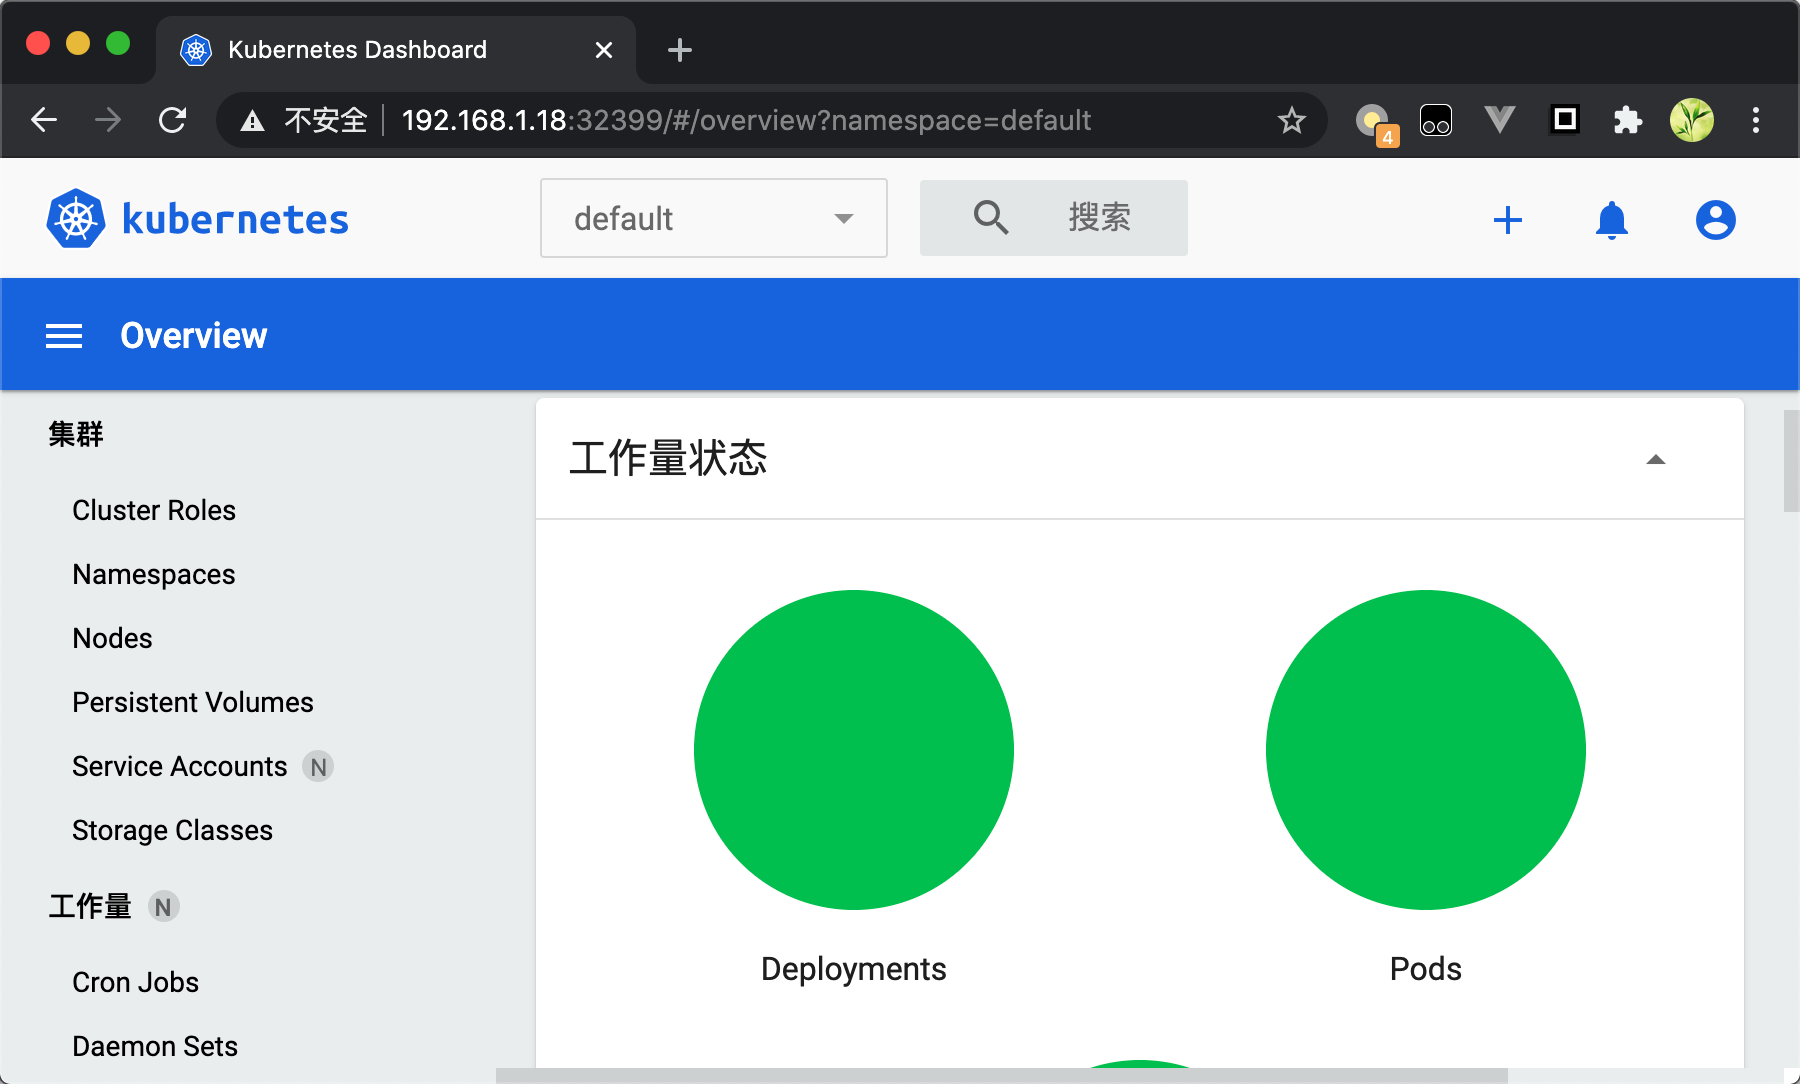 Kubernetes Dashboard
不安全 192.168.1.18:32399/#/overview?namespace=default
4
kubernetes
default
搜索
Overview
集群
Cluster Roles
Namespaces
Nodes
Persistent Volumes
Service Accounts N
Storage Classes
工作量 N
Cron Jobs
Daemon Sets
工作量状态
Deployments
Pods